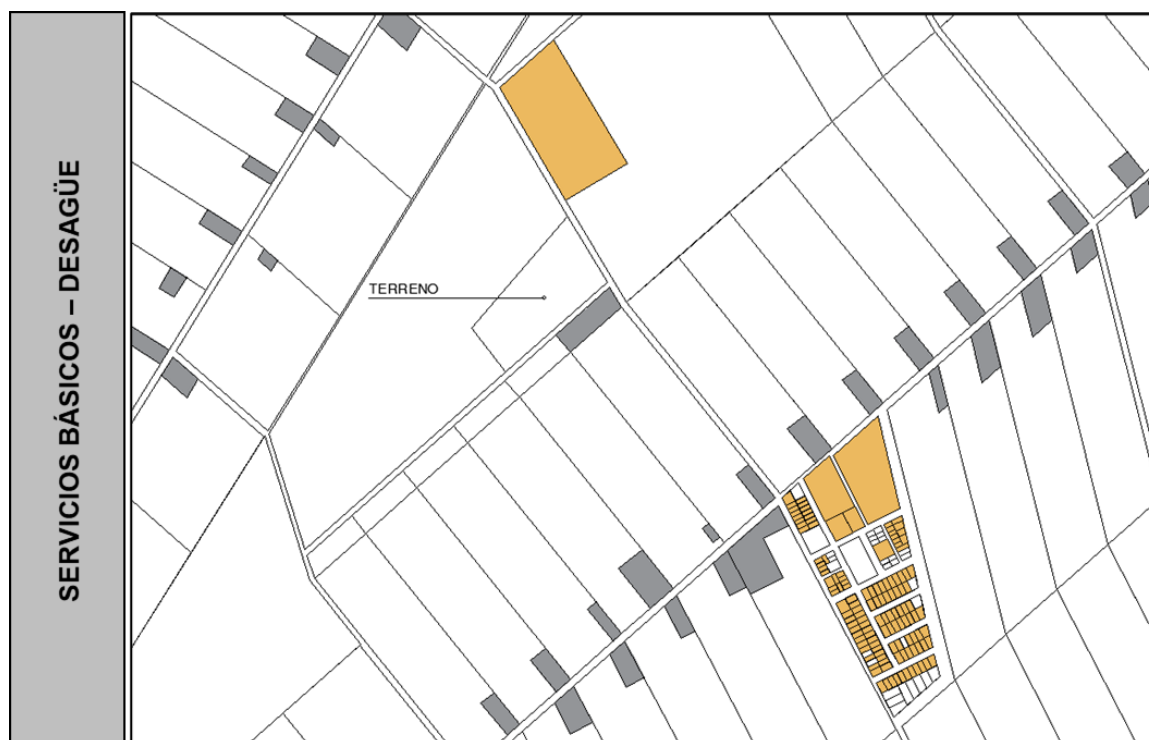 SERVICIOS BÁSICOS – DESAGÜE
TERRENO